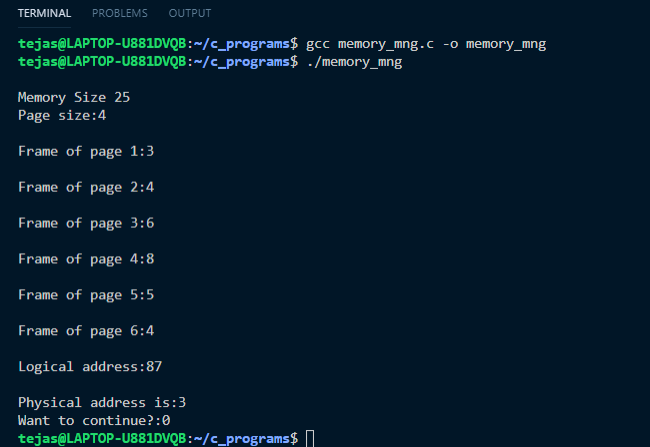 TERMINAL PROBLEMS OUTPUT
tejas@LAPTOP-U881DVQB:~/c_programs$ gcc memory_mng.c -o memory_mng
tejas@LAPTOP-U881DVQB:~/c_programs$ ./memory_mng
Memory Size 25
Page size:4
Frame of page 1:3
Frame of page 2:4
Frame of page 3:6
Frame of page 4:8
Frame of page 5:5
Frame of page 6:4
Logical address:87
Physical address is:3
Want to continue?:0
tejas@LAPTOP-U881DVQB:~/c_programs$